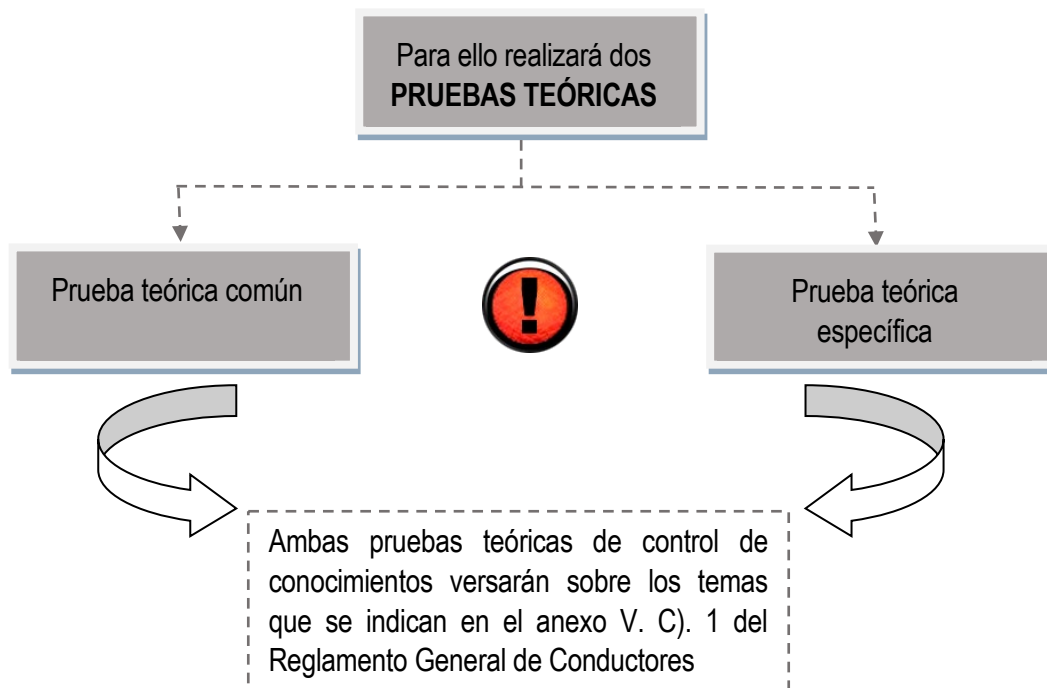 Para ello realizará dos
PRUEBAS TEÓRICAS
Prueba teórica común
Prueba teórica
específica
Ambas pruebas teóricas de control de
conocimientos versarán sobre los temas
que se indican en el anexo V. C). 1 del
Reglamento General de Conductores